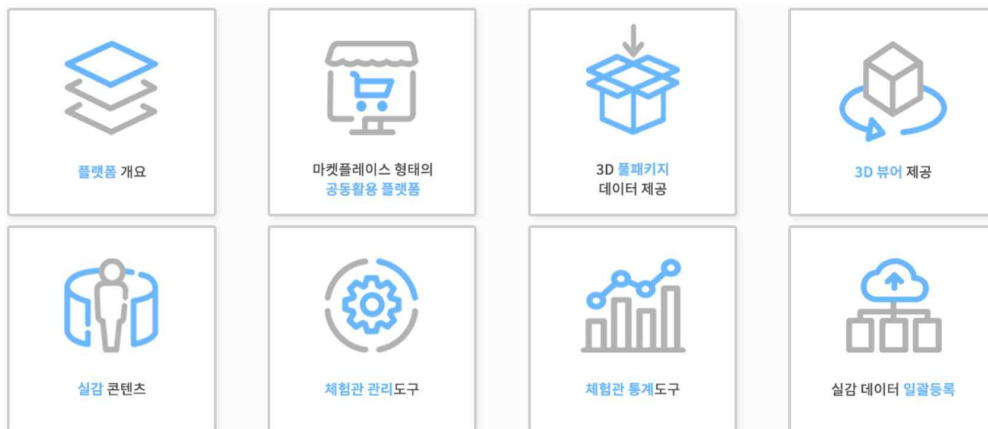 플랫폼 개요
마켓플레이스 형태의
공동활용 플랫폼
3D 풀패키지
데이터 제공
3D 뷰어 제공
실감 콘텐츠
체험관 관리도구
체험관 통계도구
실감 데이터 일괄등록